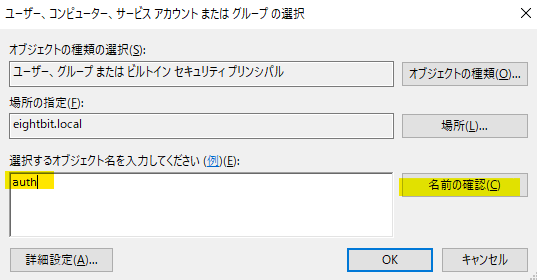 ユーザー、コンピューター、サービス アカウント または グループ の選択
オブジェクトの種類の選択(S):
ユーザー、グループ または ビルトイン セキュリティ プリンシパル
オブジェクトの種類(O)...
場所の指定(F):
eightbit.local
場所(L)...
選択するオブジェクト名を入力してください (例)(E):
auth
名前の確認(C)
詳細設定(A)...
OK
キャンセル